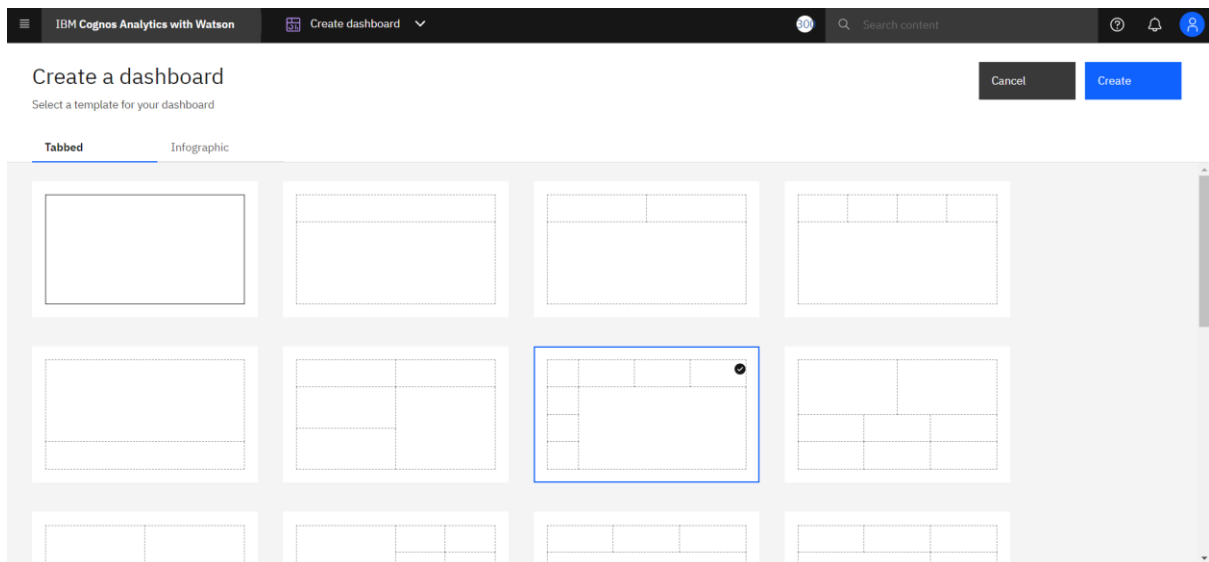 IBM Cognos Analytics with Watson
Create dashboard
30
Search content
Create a dashboard
Select a template for your dashboard
Cancel
Create
Tabbed
Infographic